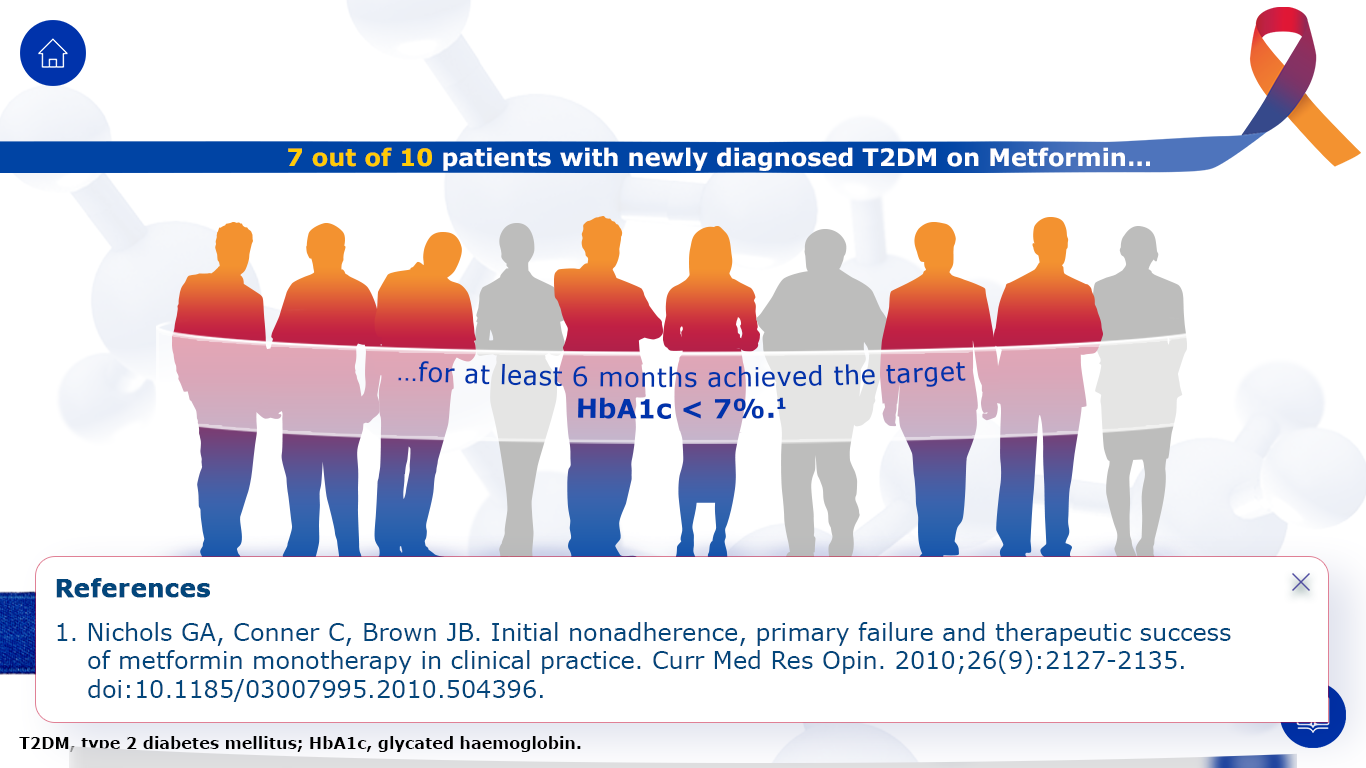 7 out of 10 patients with newly diagnosed T2DM on Metformin...
...for at least 6 months achieved the target
HbA1c < 7%.¹
References
1. Nichols GA, Conner C, Brown JB. Initial nonadherence, primary failure and therapeutic success
of metformin monotherapy in clinical practice. Curr Med Res Opin. 2010;26(9):2127-2135.
doi:10.1185/03007995.2010.504396.
T2DM, type 2 diabetes mellitus; HbA1c, glycated haemoglobin.